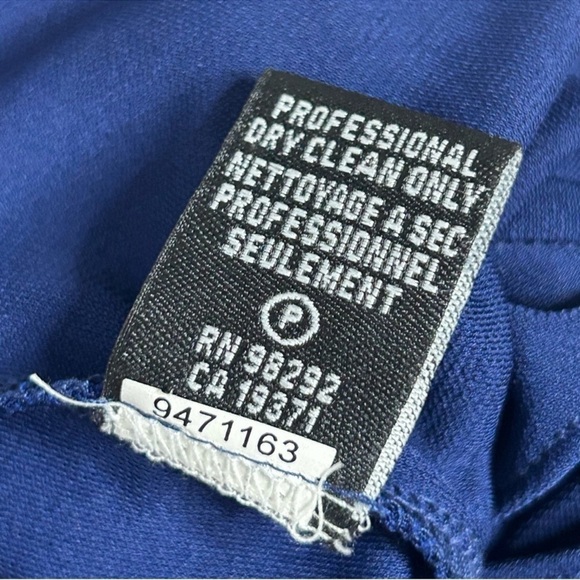 PROFESSIONAL
DRY CLEAN ONLY
NETTOYAGE A SEC
PROFESSIONNEL
SEULEMENT
P
RN 96292
CA 19371
9471163